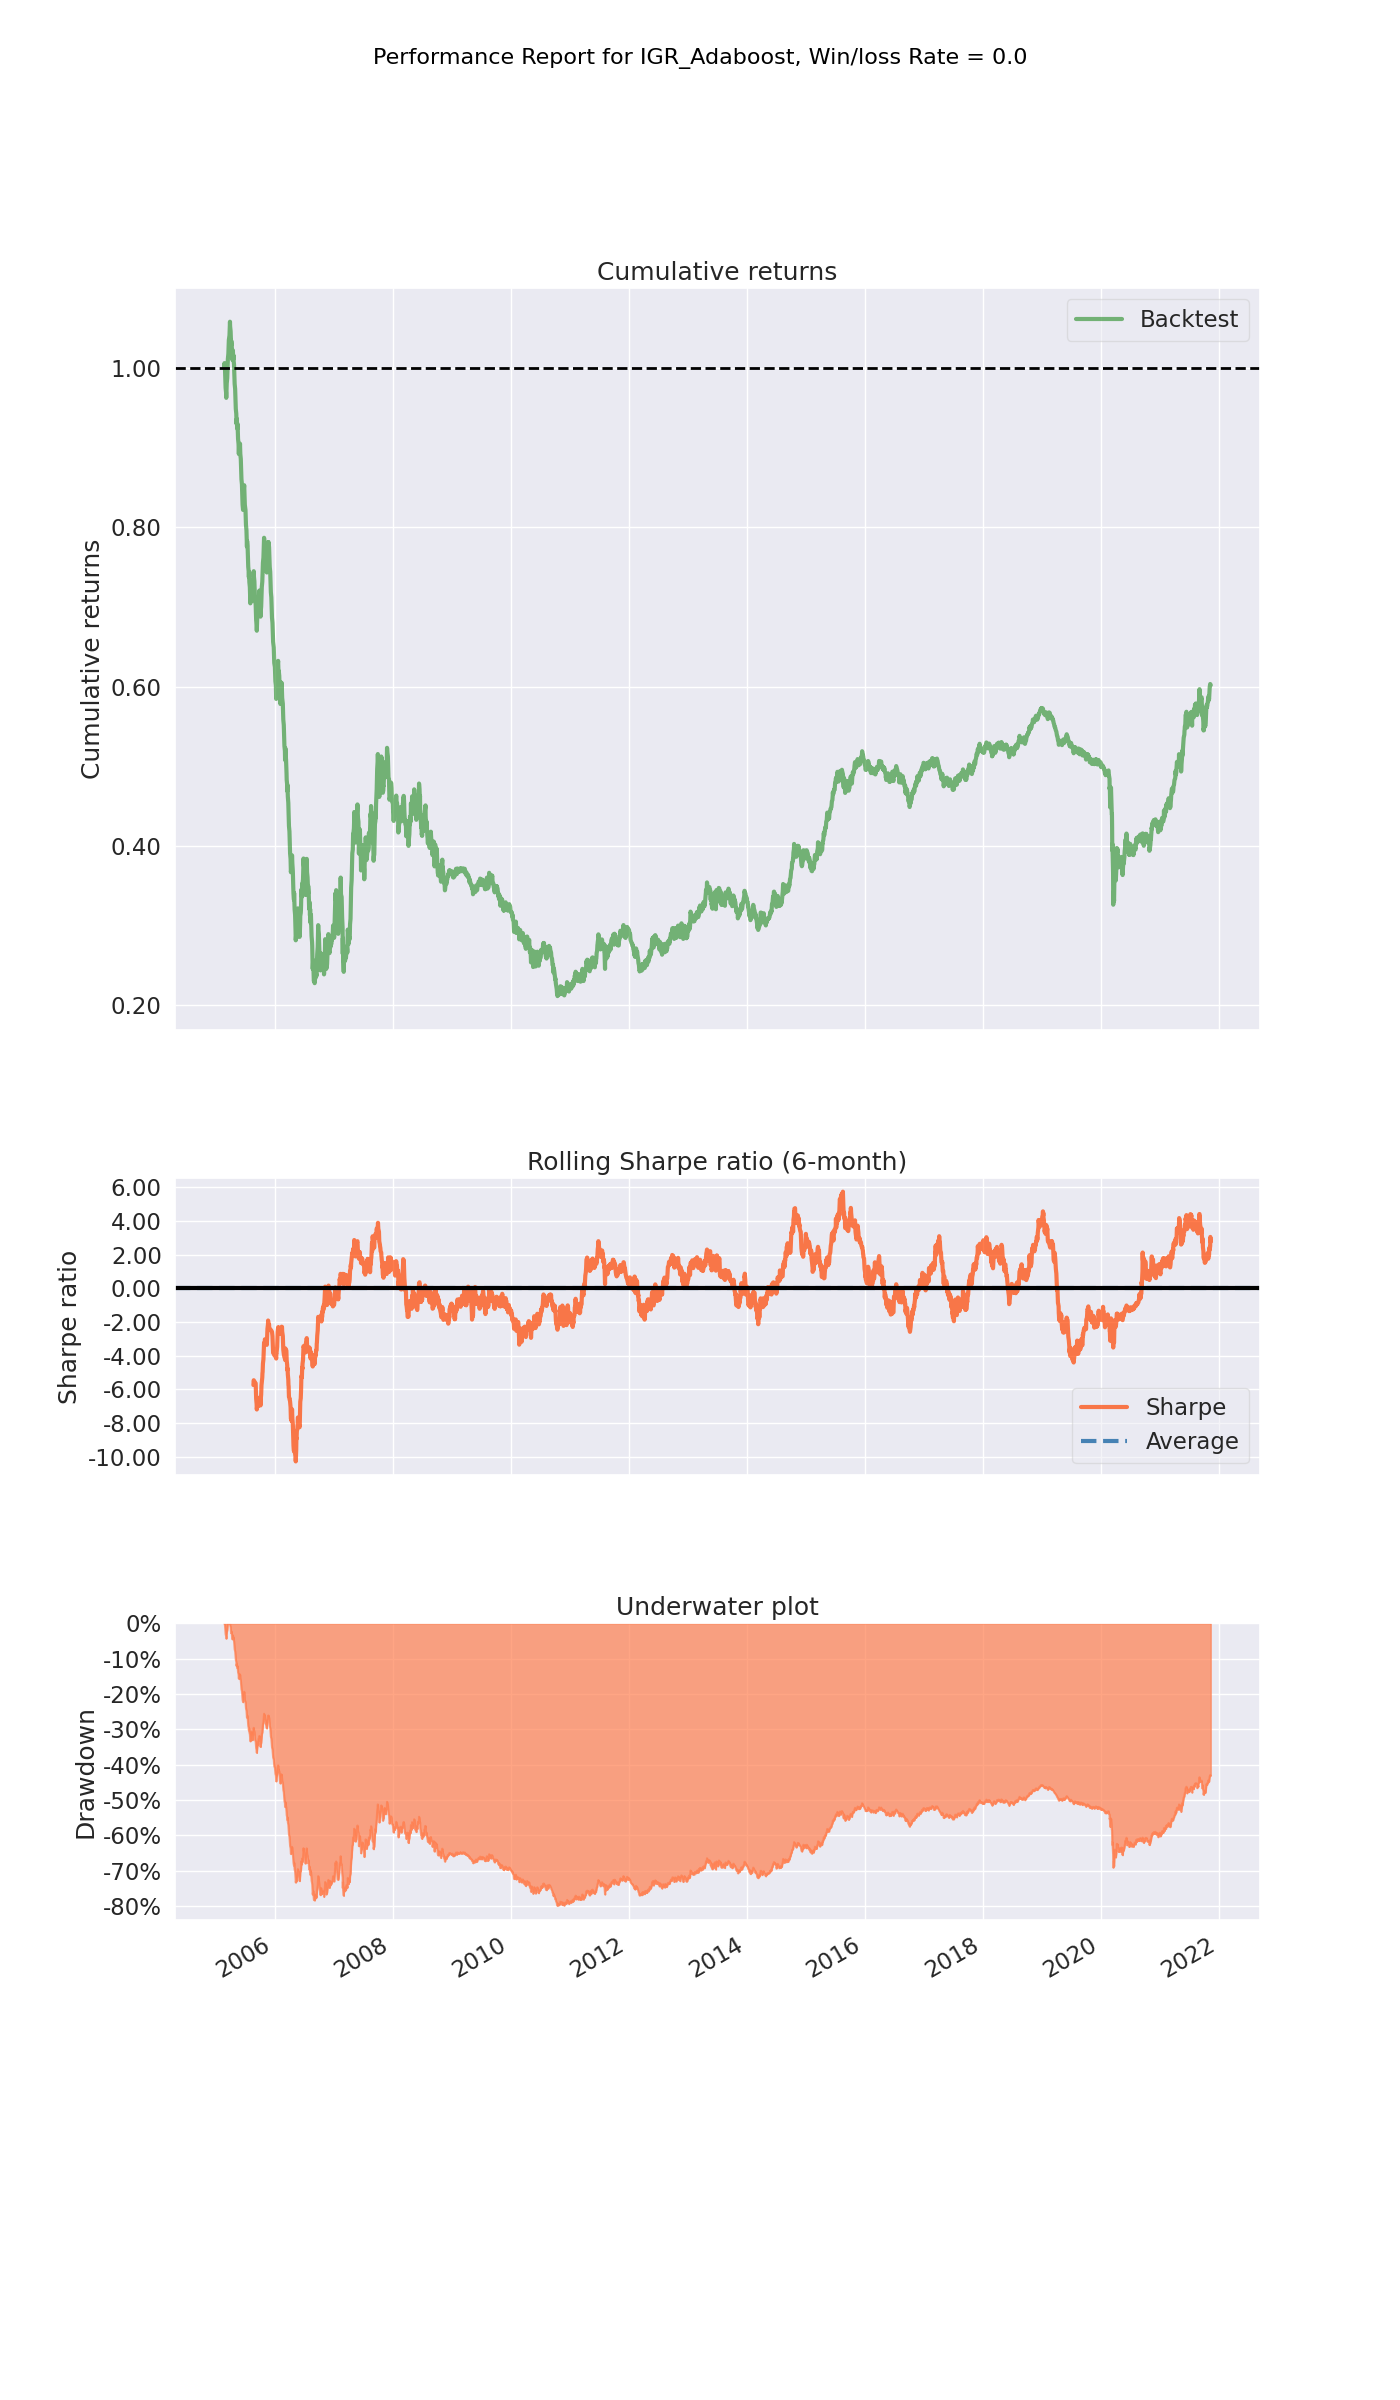 Performance Report for IGR_Adaboost, Win/loss Rate = 0.0
Cumulative returns
Backtest
Cumulative returns
1.00
0.80
0.60
0.40
0.20
Rolling Sharpe ratio (6-month)
Sharpe ratio
6.00
4.00
2.00
0.00
-2.00
-4.00
-6.00
-8.00
-10.00
Sharpe
Average
Underwater plot
Drawdown
0%
-10%
-20%
-30%
-40%
-50%
-60%
-70%
-80%
2006 2008 2010 2012 2014 2016 2018 2020 2022